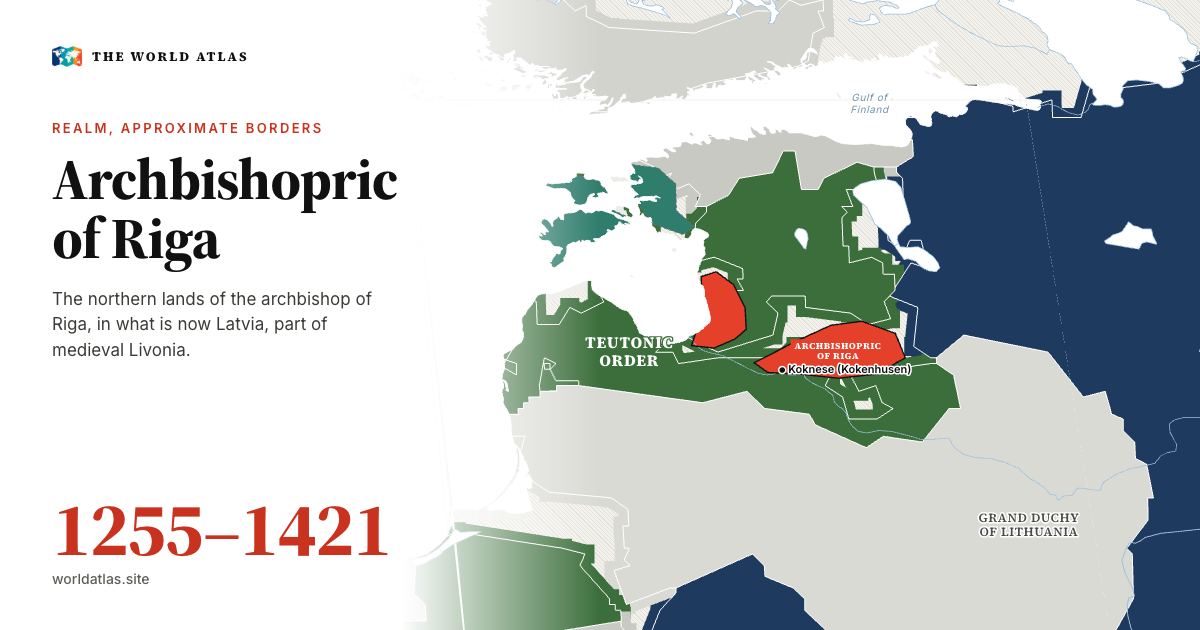 THE WORLD ATLAS
REALM, APPROXIMATE BORDERS
Archbishopric
of Riga
The northern lands of the archbishop of
Riga, in what is now Latvia, part of
medieval Livonia.
1255–1421
worldatlas.site
Gulf of
Finland
TEUTONIC
ORDER
ARCHBISHOPRIC
OF RIGA
Koknese (Kokenhusen)
GRAND DUCHY
OF LITHUANIA